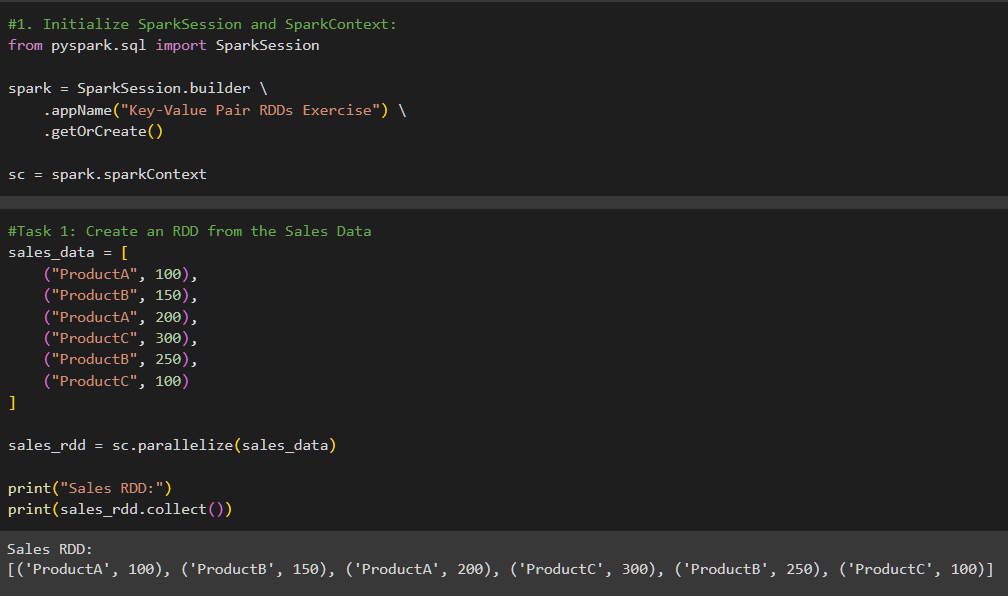 #1. Initialize SparkSession and SparkContext:
from pyspark.sql import SparkSession
spark = SparkSession.builder \
    .appName("Key-Value Pair RDDs Exercise") \
    .getOrCreate()
sc = spark.sparkContext
#Task 1: Create an RDD from the Sales Data
sales_data = [
    ("ProductA", 100),
    ("ProductB", 150),
    ("ProductA", 200),
    ("ProductC", 300),
    ("ProductB", 250),
    ("ProductC", 100)
]
sales_rdd = sc.parallelize(sales_data)
print("Sales RDD:")
print(sales_rdd.collect())
Sales RDD:
[('ProductA', 100), ('ProductB', 150), ('ProductA', 200), ('ProductC', 300), ('ProductB', 250), ('ProductC', 100)]